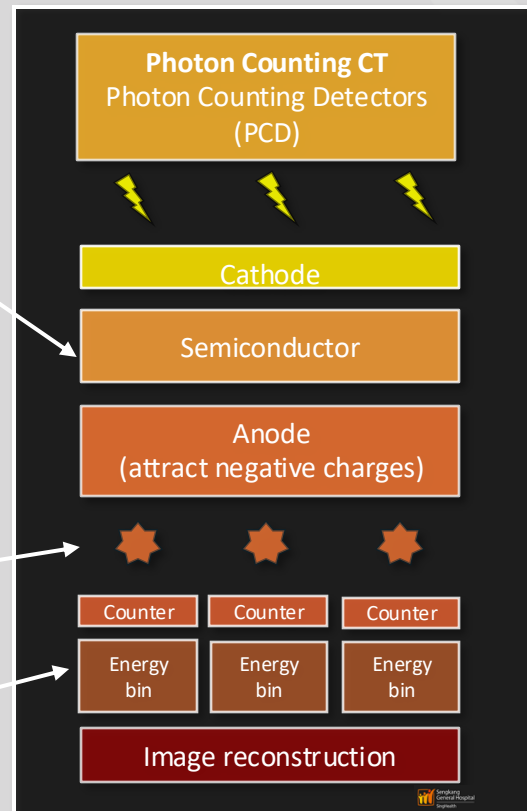 Photon Counting CT
Photon Counting Detectors
(PCD)
Cathode
Semiconductor
Anode
(attract negative charges)
Counter
Counter
Counter
Energy
bin
Energy
bin
Energy
bin
Image reconstruction
Sengkang
General Hospital
SingHealth